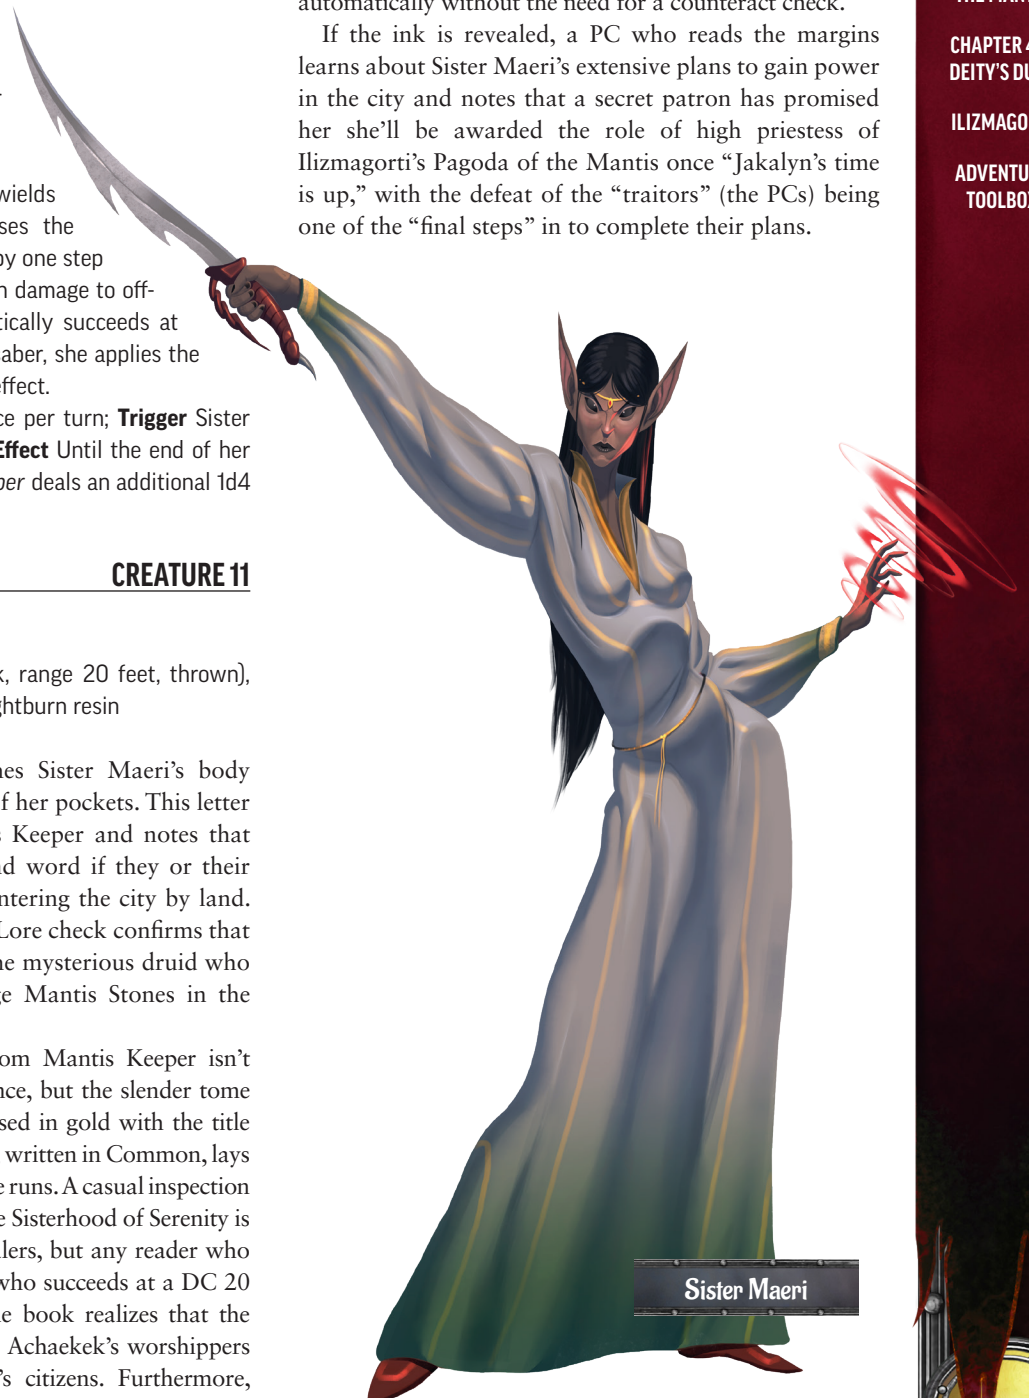 wields
ses the
by one step
n damage to off-
tically succeeds at
saber, she applies the
effect.
ce per turn; Trigger Sister
Effect Until the end of her
per deals an additional 1d4
CREATURE 11
k, range 20 feet, thrown),
ghtburn resin
nes Sister Maeri's body
of her pockets. This letter
s Keeper and notes that
nd word if they or their
ntering the city by land.
Lore check confirms that
he mysterious druid who
ge Mantis Stones in the
om Mantis Keeper isn't
nce, but the slender tome
sed in gold with the title
written in Common, lays
e runs. A casual inspection
e Sisterhood of Serenity is
lers, but any reader who
who succeeds at a DC 20
e book realizes that the
Achaekek's worshippers
's citizens. Furthermore,
automatically without the need for a counteract check.
If the ink is revealed, a PC who reads the margins
learns about Sister Maeri's extensive plans to gain power
in the city and notes that a secret patron has promised
her she'll be awarded the role of high priestess of
Ilizmagorti's Pagoda of the Mantis once “Jakalyn's time
is up,” with the defeat of the “traitors” (the PCs) being
one of the “final steps” in to complete their plans.
Sister Maeri
CHAPTER 4
DEITY'S DU
ILIZMAGO
ADVENTU
TOOLBOX